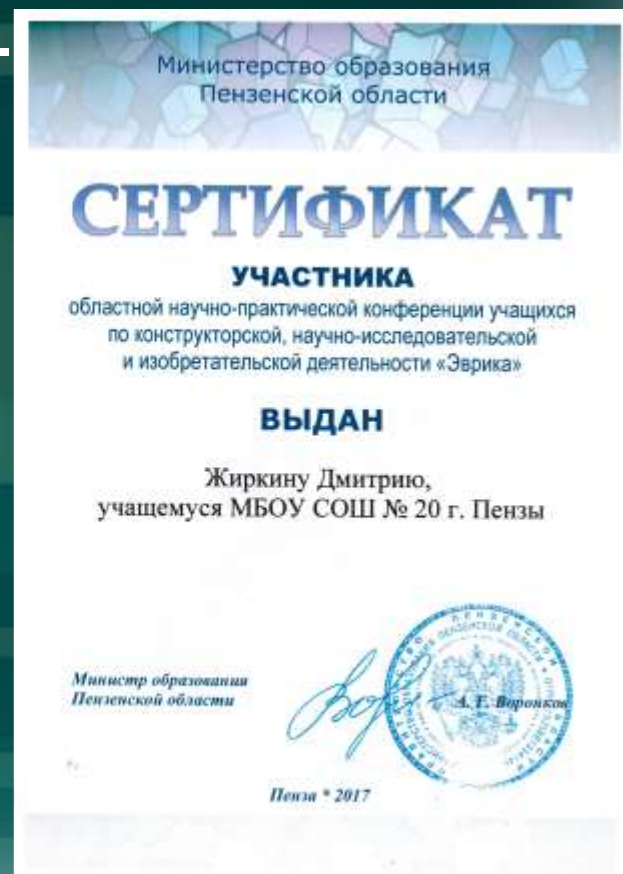 Министерство образования
Пензенской области
СЕРТИФИКАТ
УЧАСТНИКА
областной научно-практической конференции учащихся
по конструкторской, научно-исследовательской
и изобретательской деятельности «Эврика»
ВЫДАН
Жиркину Дмитрию,
учащемуся МБОУ СОШ № 20 г. Пензы
Министр образования
Пензенской области
А. Г. Воронков
Пенза * 2017